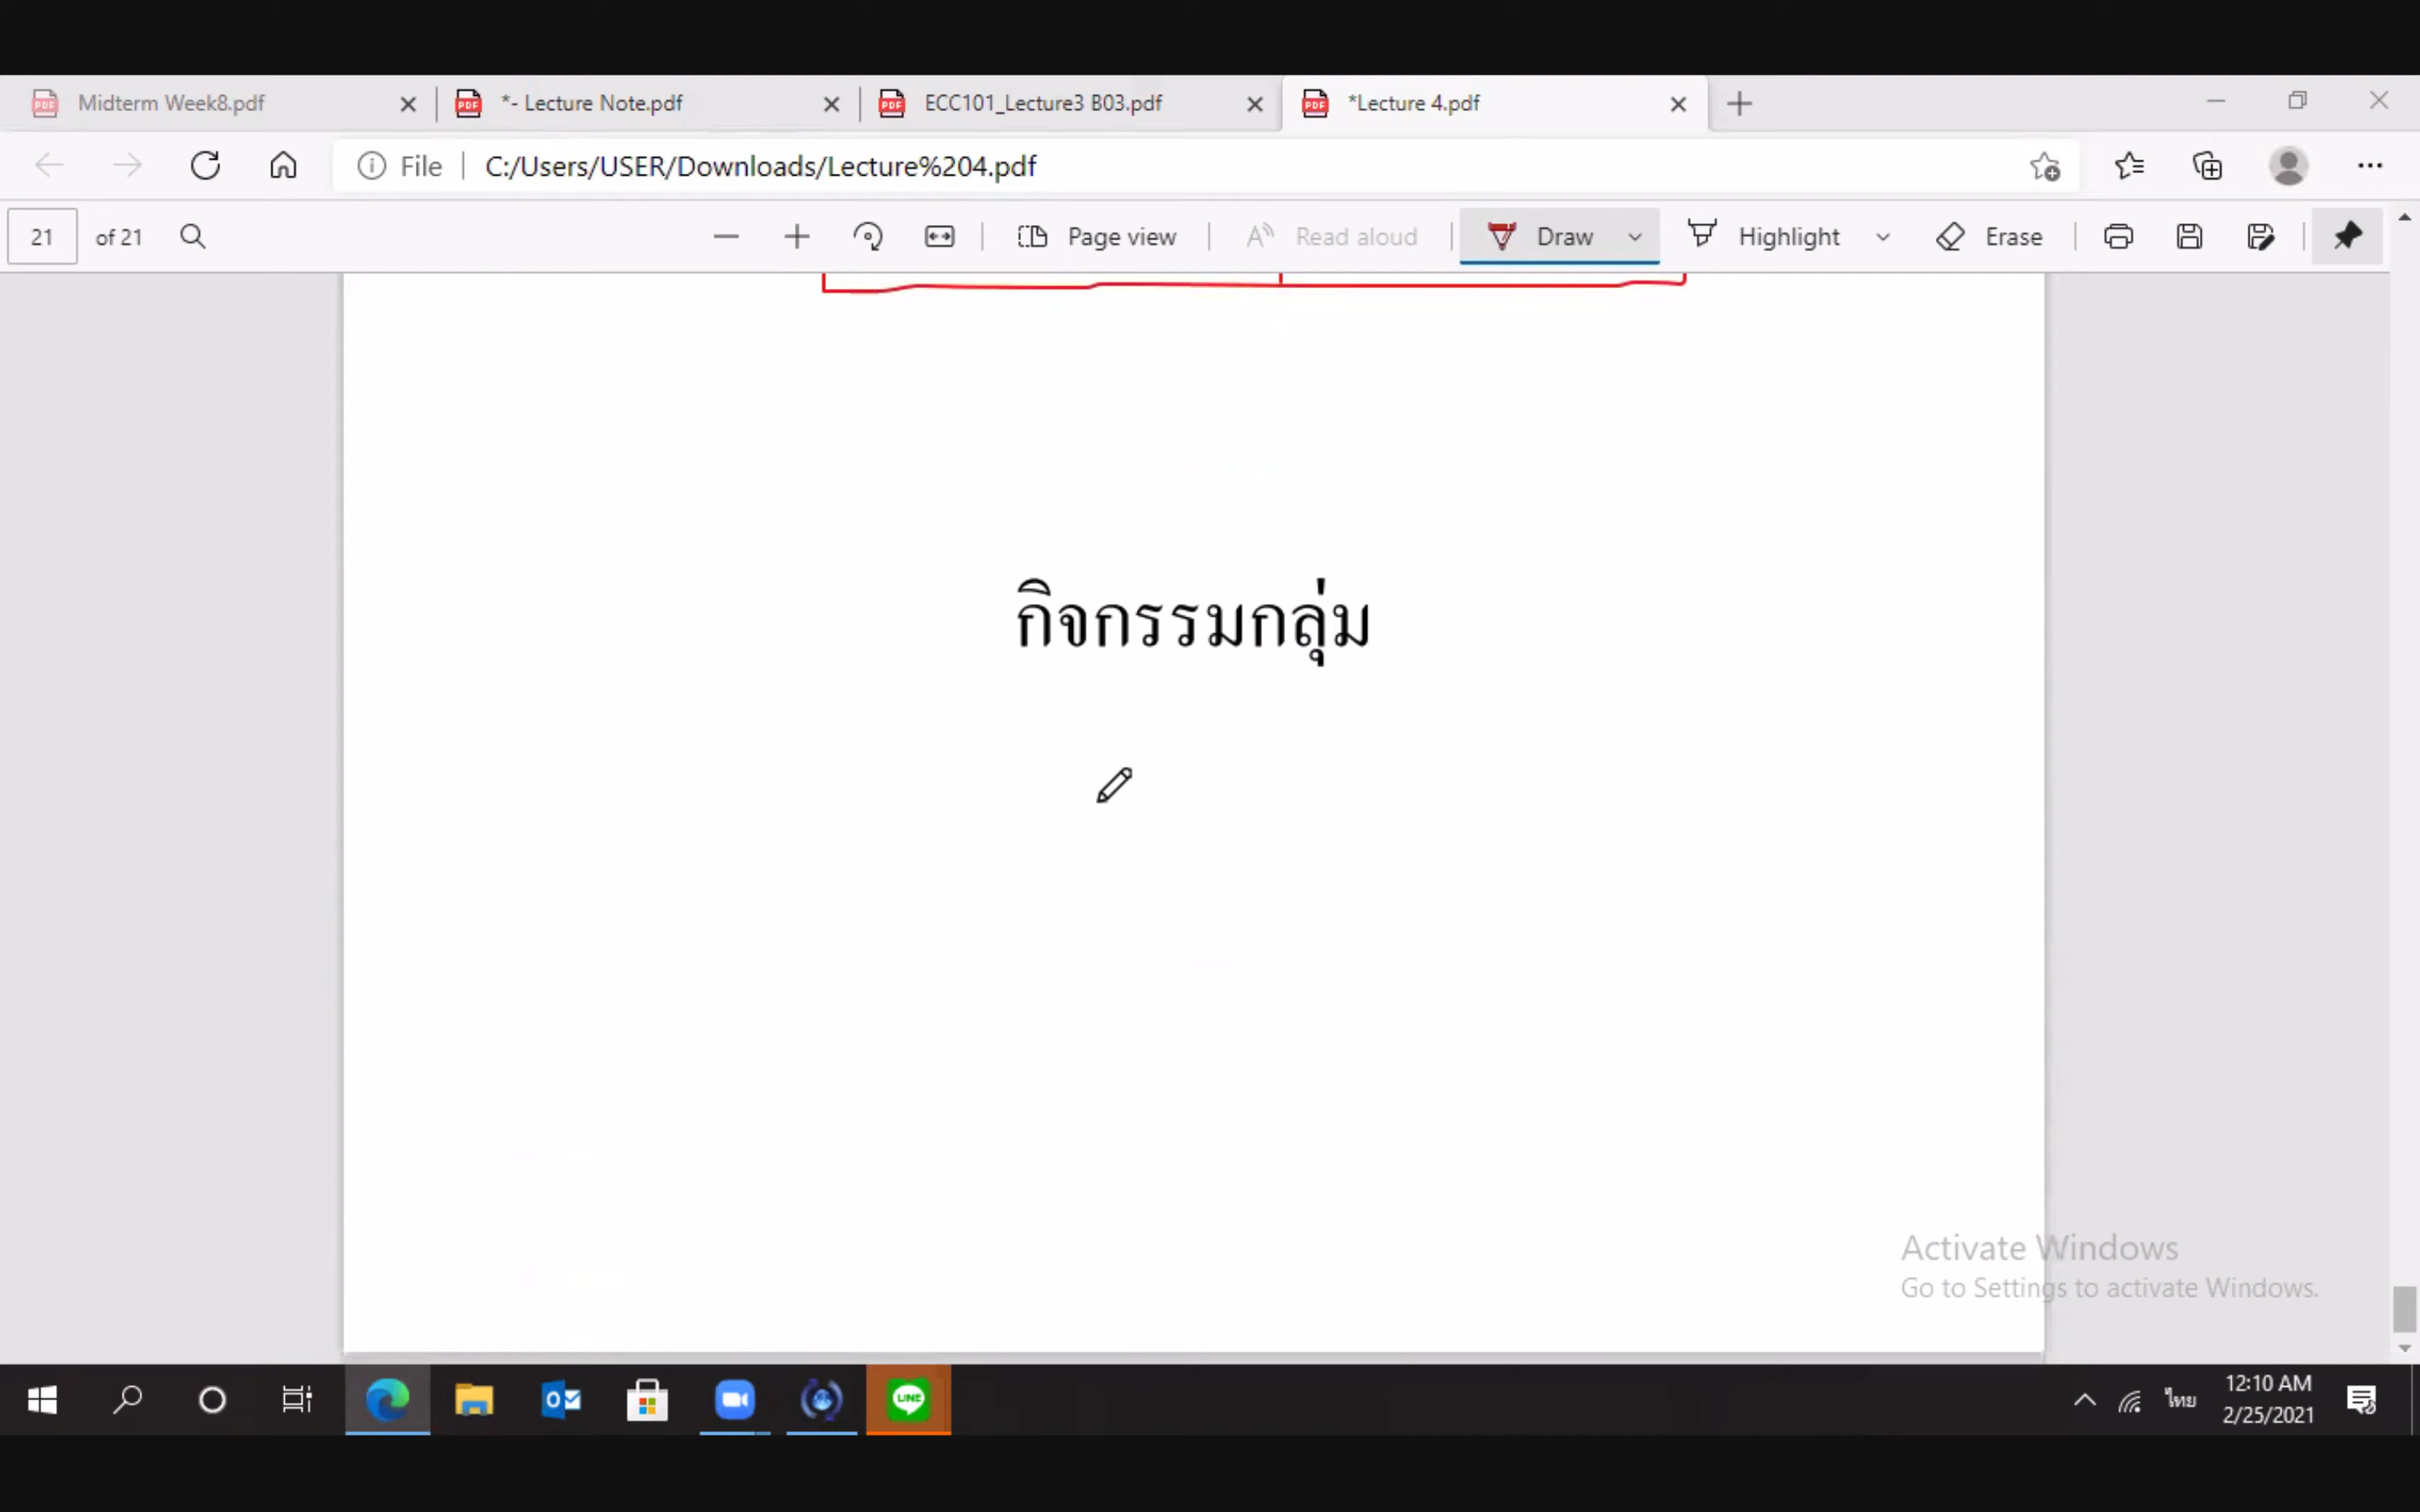 Midterm Week8.pdf
*- Lecture Note.pdf
ECC101_Lecture3 B03.pdf
*Lecture 4.pdf
File
C:/Users/USER/Downloads/Lecture%204.pdf
21 of 21
Page view
Read aloud
Draw
Highlight
Erase
กิจกรรมกลุ่ม
Activate Windows
Go to Settings to activate Windows.
LINE
ไทย
12:10 AM
2/25/2021